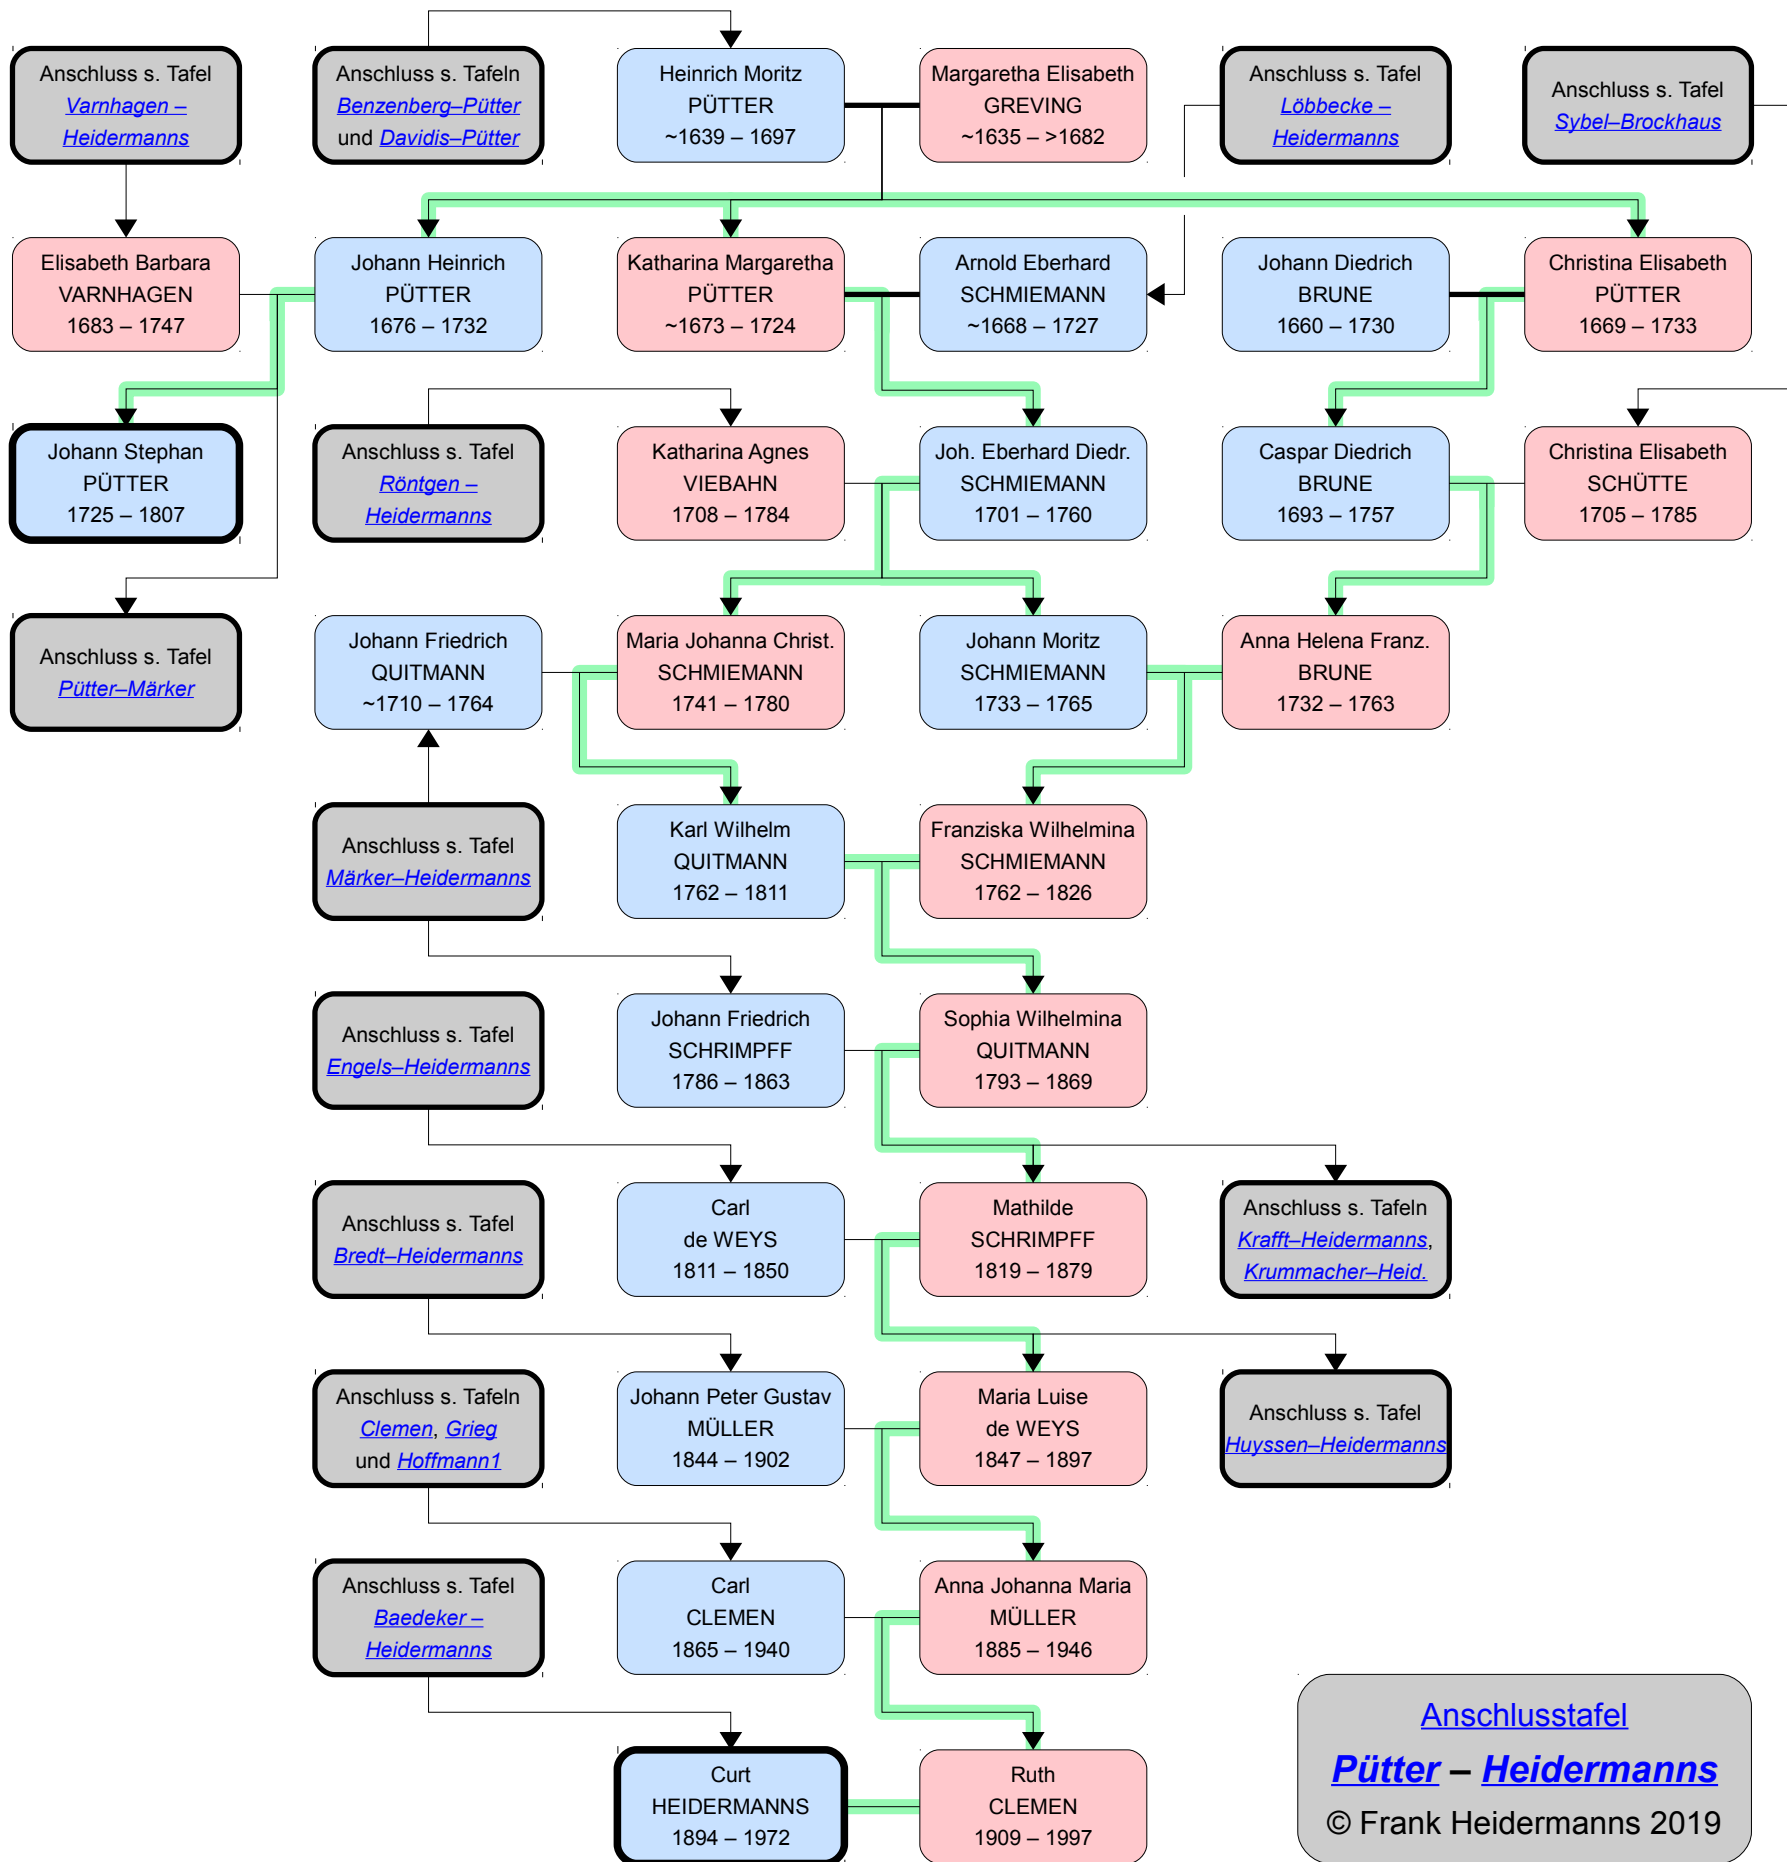 Anschluss s. Tafel
Varnhagen –
Heidermanns
Anschluss s. Tafeln
Benzenberg–Pütter
und Davidis–Pütter
Heinrich Moritz
PÜTTER
~1639 – 1697
Margaretha Elisabeth
GREVING
~1635 – >1682
Anschluss s. Tafel
Löbbecke –
Heidermanns
Anschluss s. Tafel
Sybel–Brockhaus
Elisabeth Barbara
VARNHAGEN
1683 – 1747
Johann Heinrich
PÜTTER
1676 – 1732
Katharina Margaretha
PÜTTER
~1673 – 1724
Arnold Eberhard
SCHMIEMANN
~1668 – 1727
Johann Diedrich
BRUNE
1660 – 1730
Christina Elisabeth
PÜTTER
1669 – 1733
Johann Stephan
PÜTTER
1725 – 1807
Anschluss s. Tafel
Röntgen –
Heidermanns
Katharina Agnes
VIEBAHN
1708 – 1784
Joh. Eberhard Diedr.
SCHMIEMANN
1701 – 1760
Caspar Diedrich
BRUNE
1693 – 1757
Christina Elisabeth
SCHÜTTE
1705 – 1785
Anschluss s. Tafel
Pütter–Märker
Johann Friedrich
QUITMANN
~1710 – 1764
Maria Johanna Christ.
SCHMIEMANN
1741 – 1780
Johann Moritz
SCHMIEMANN
1733 – 1765
Anna Helena Franz.
BRUNE
1732 – 1763
Anschluss s. Tafel
Märker–Heidermanns
Karl Wilhelm
QUITMANN
1762 – 1811
Franziska Wilhelmina
SCHMIEMANN
1762 – 1826
Anschluss s. Tafel
Engels–Heidermanns
Johann Friedrich
SCHRIMPFF
1786 – 1863
Sophia Wilhelmina
QUITMANN
1793 – 1869
Anschluss s. Tafel
Bredt–Heidermanns
Carl
de WEYS
1811 – 1850
Mathilde
SCHRIMPFF
1819 – 1879
Anschluss s. Tafeln
Krafft–Heidermanns,
Krummacher–Heid.
Anschluss s. Tafeln
Clemen, Grieg
und Hoffmann1
Johann Peter Gustav
MÜLLER
1844 – 1902
Maria Luise
de WEYS
1847 – 1897
Anschluss s. Tafel
Huyssen–Heidermanns
Anschluss s. Tafel
Baedeker –
Heidermanns
Carl
CLEMEN
1865 – 1940
Anna Johanna Maria
MÜLLER
1885 – 1946
Curt
HEIDERMANNS
1894 – 1972
Ruth
CLEMEN
1909 – 1997
Anschlusstafel
Pütter – Heidermanns
© Frank Heidermanns 2019